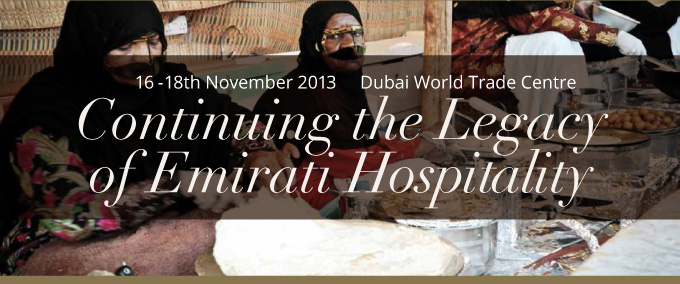 16 -18th November 2013 Dubai World Trade Centre
Continuing the Legacy
of Emirati Hospitality